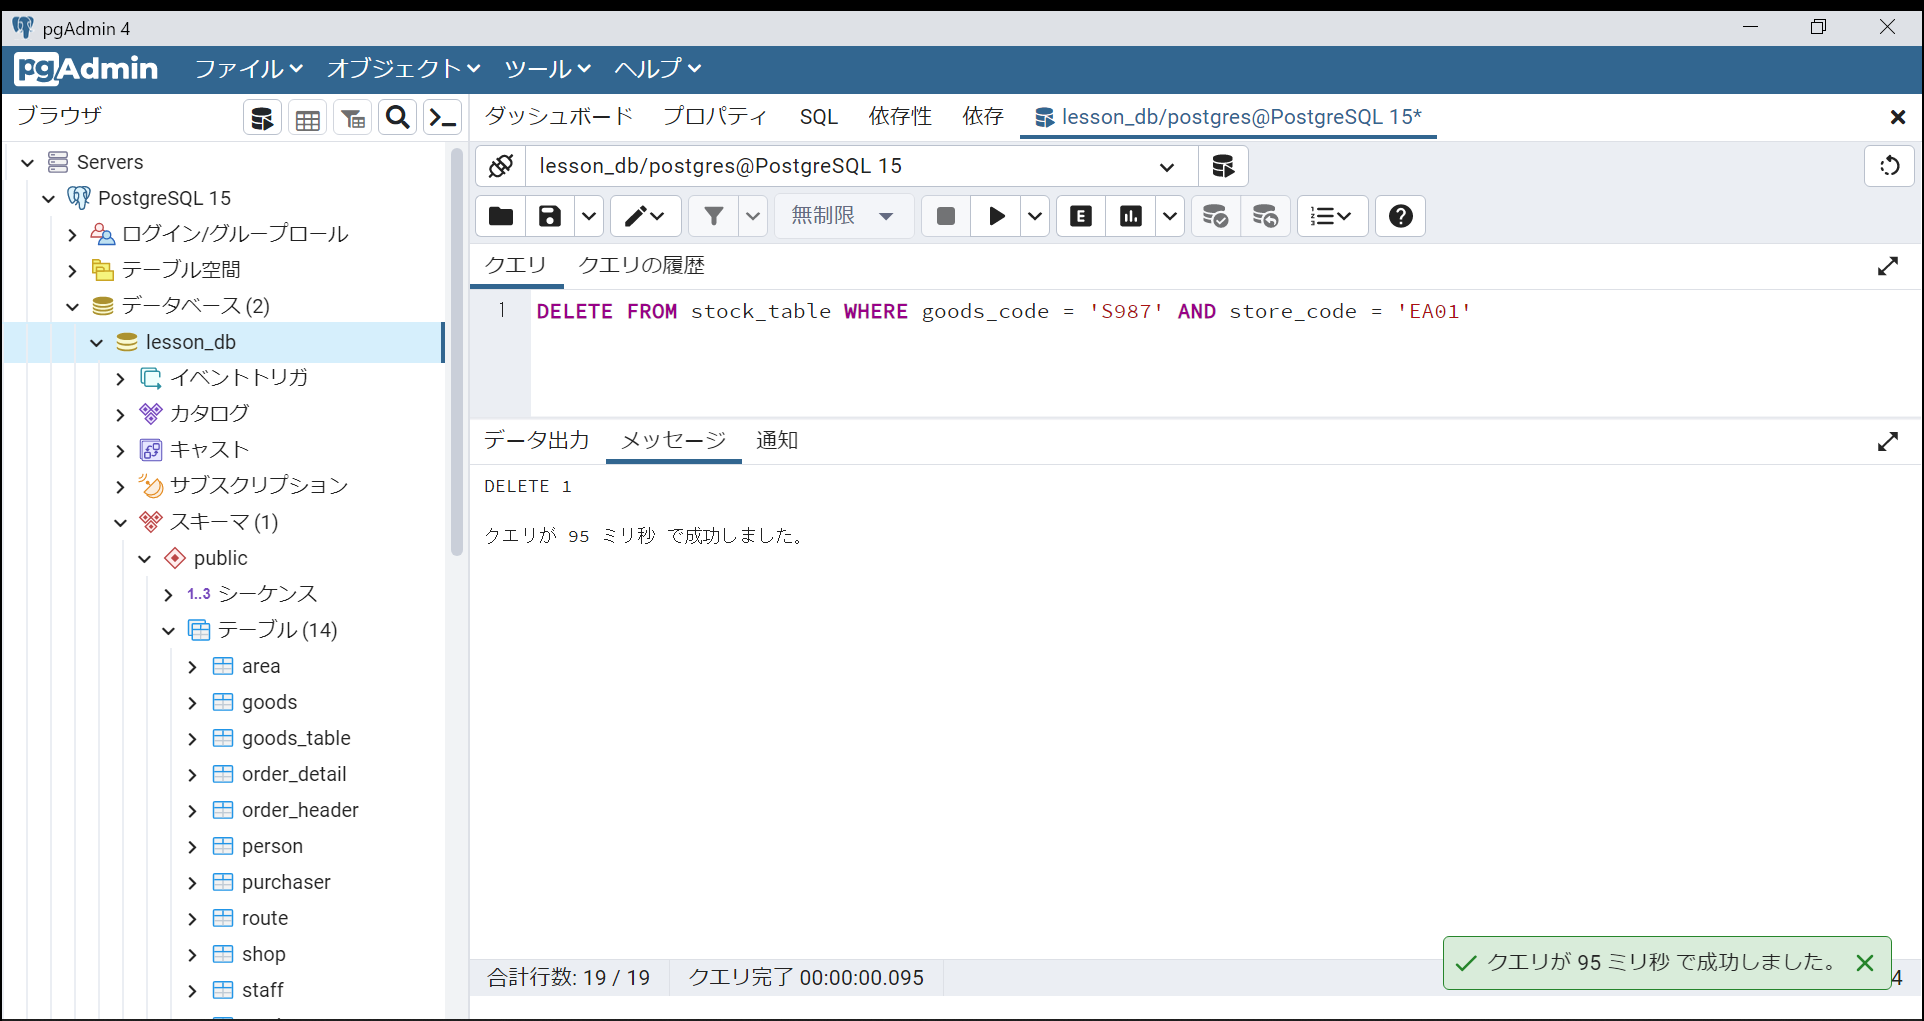 pgAdmin 4
pgAdmin ファイル オブジェクト ツール ヘルプ
ブラウザ
ダッシュボード プロパティ SQL 依存性 依存 lesson_db/postgres@PostgreSQL 15*
Servers
PostgreSQL 15
ログイン/グループロール
テーブル空間
データベース (2)
lesson_db
イベントトリガ
カタログ
キャスト
サブスクリプション
スキーマ (1)
public
1..3 シーケンス
テーブル (14)
area
goods
goods_table
order_detail
order_header
person
purchaser
route
shop
staff
lesson_db/postgres@PostgreSQL 15
無制限
E
クエリ クエリの履歴
1 DELETE FROM stock_table WHERE goods_code = 'S987' AND store_code = 'EA01'
データ出力 メッセージ 通知
DELETE 1
クエリが 95 ミリ秒 で成功しました。
合計行数: 19 / 19 クエリ完了 00:00:00.095
クエリが 95 ミリ秒 で成功しました。